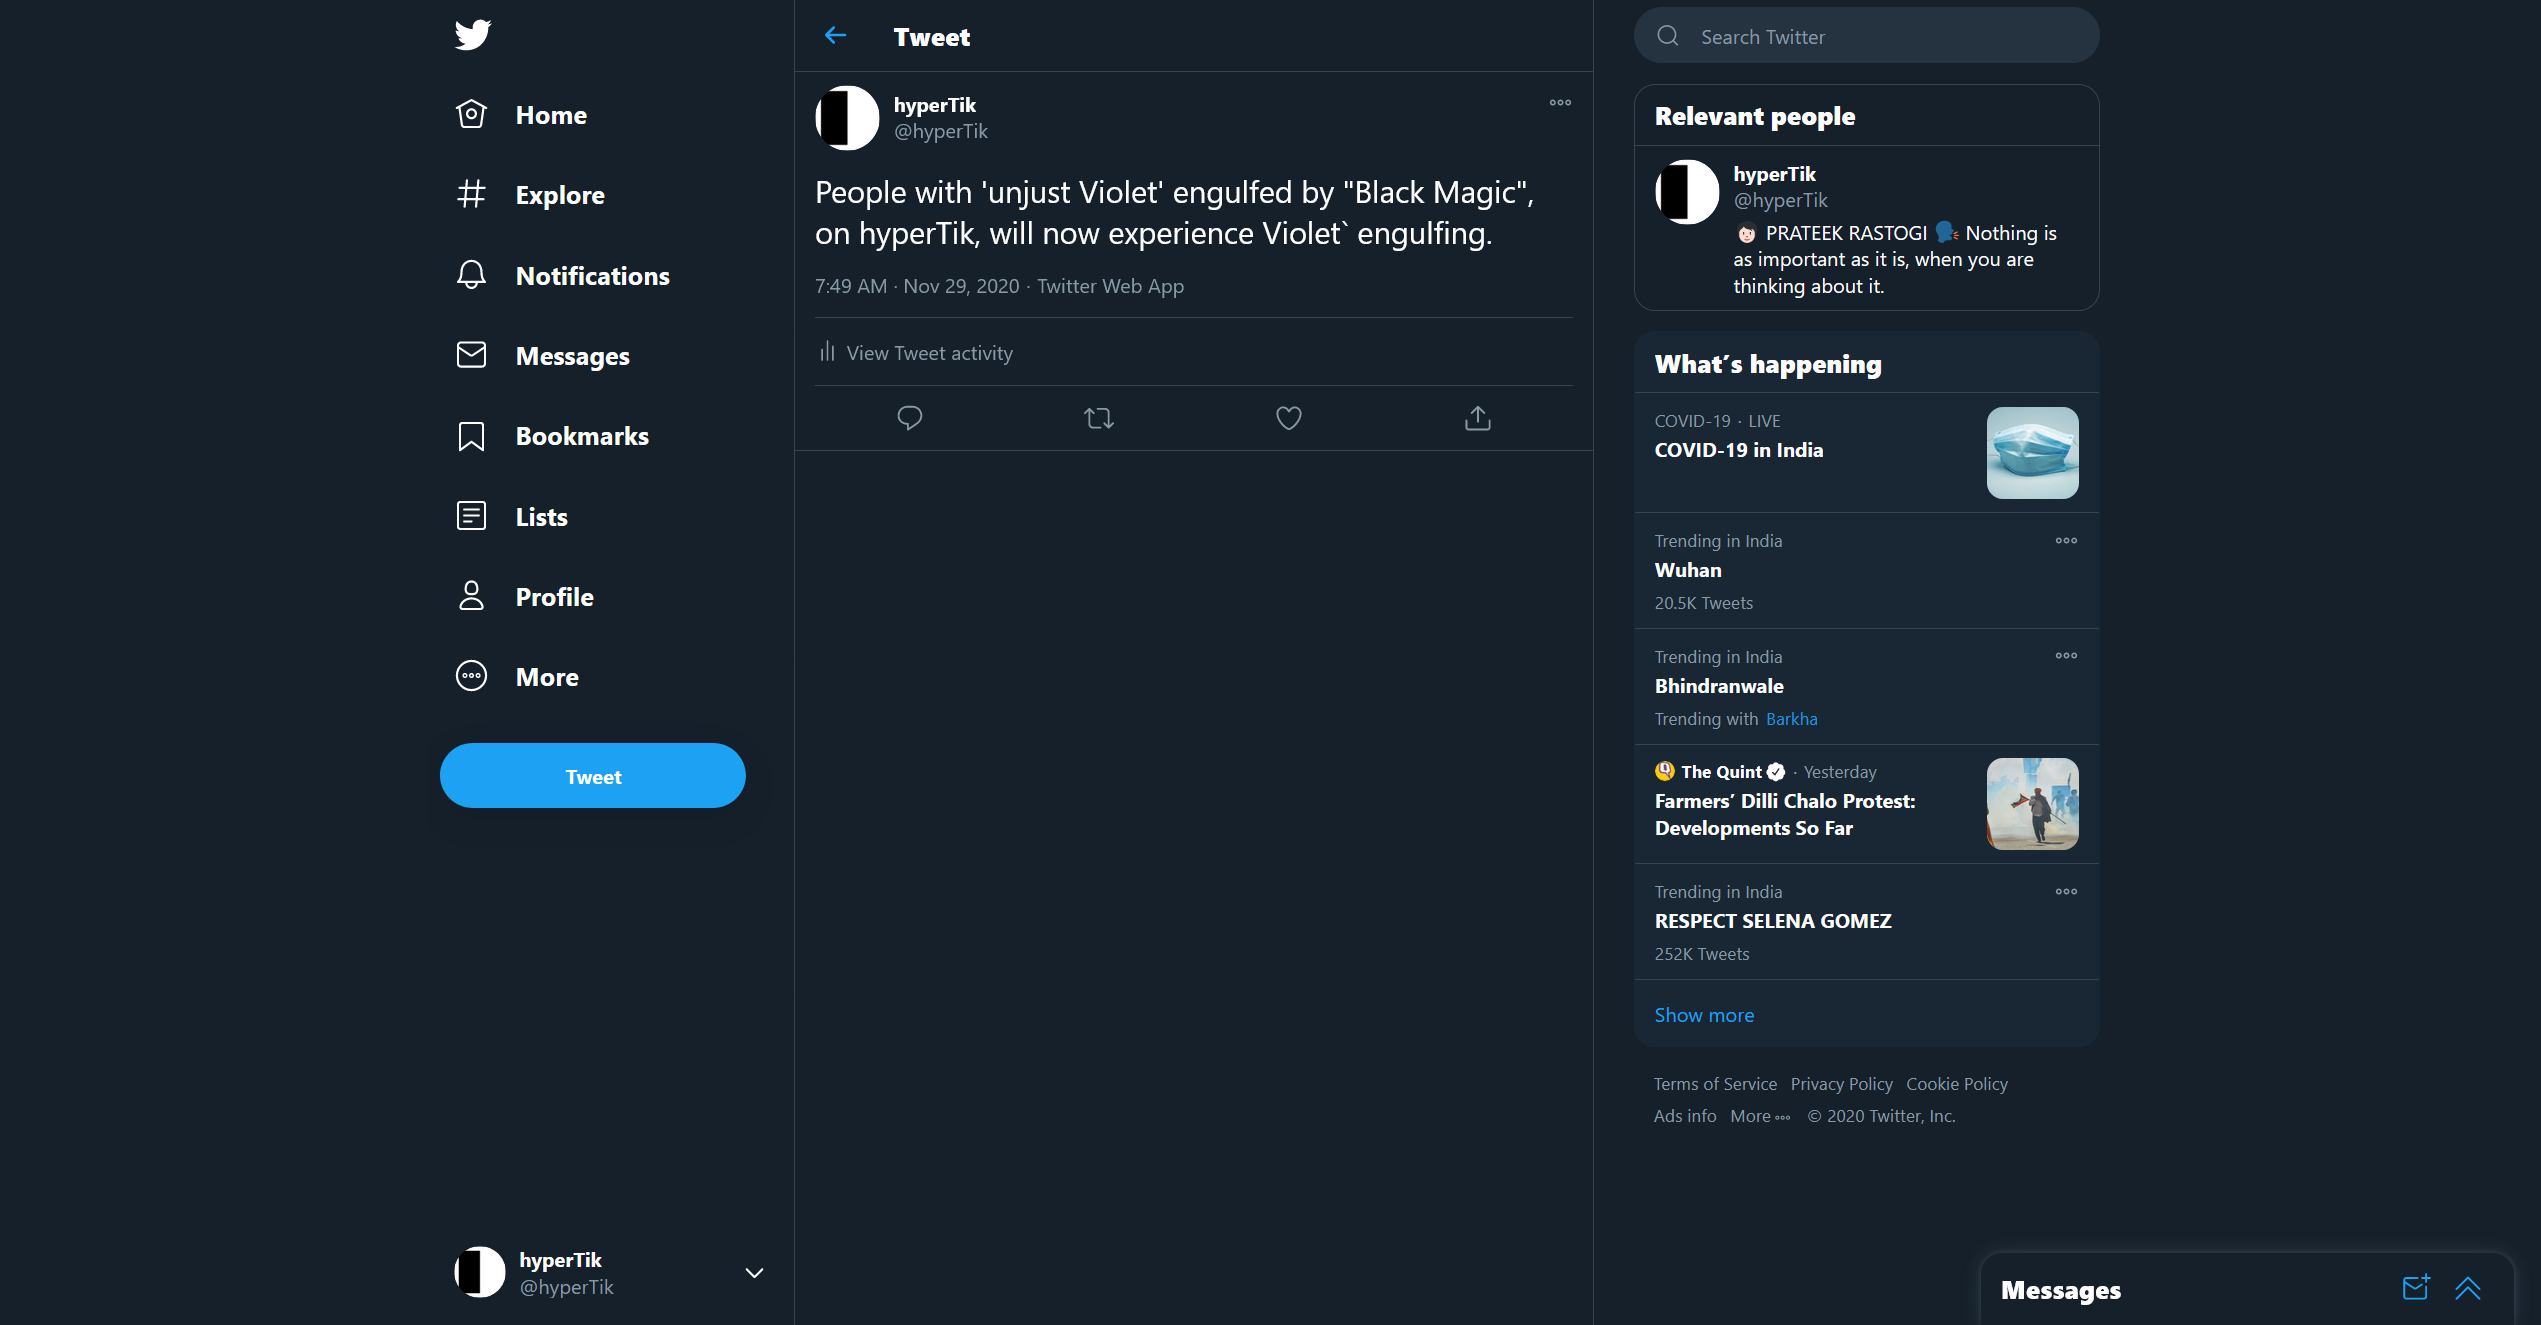 Home
Explore
Notifications
Messages
Bookmarks
Lists
Profile
More
Tweet
hyperTik
@hyperTik
Tweet
hyperTik
@hyperTik
People with 'unjust Violet' engulfed by "Black Magic",
on hyperTik, will now experience Violet` engulfing.
7:49 AM · Nov 29, 2020 · Twitter Web App
View Tweet activity
Search Twitter
Relevant people
hyperTik
@hyperTik
PRATEEK RASTOGI Nothing is
as important as it is, when you are
thinking about it.
What's happening
COVID-19 · LIVE
COVID-19 in India
Trending in India
Wuhan
20.5K Tweets
Trending in India
Bhindranwale
Trending with Barkha
The Quint · Yesterday
Farmers’ Dilli Chalo Protest:
Developments So Far
Trending in India
RESPECT SELENA GOMEZ
252K Tweets
Show more
Terms of Service Privacy Policy Cookie Policy
Ads info More © 2020 Twitter, Inc.
Messages